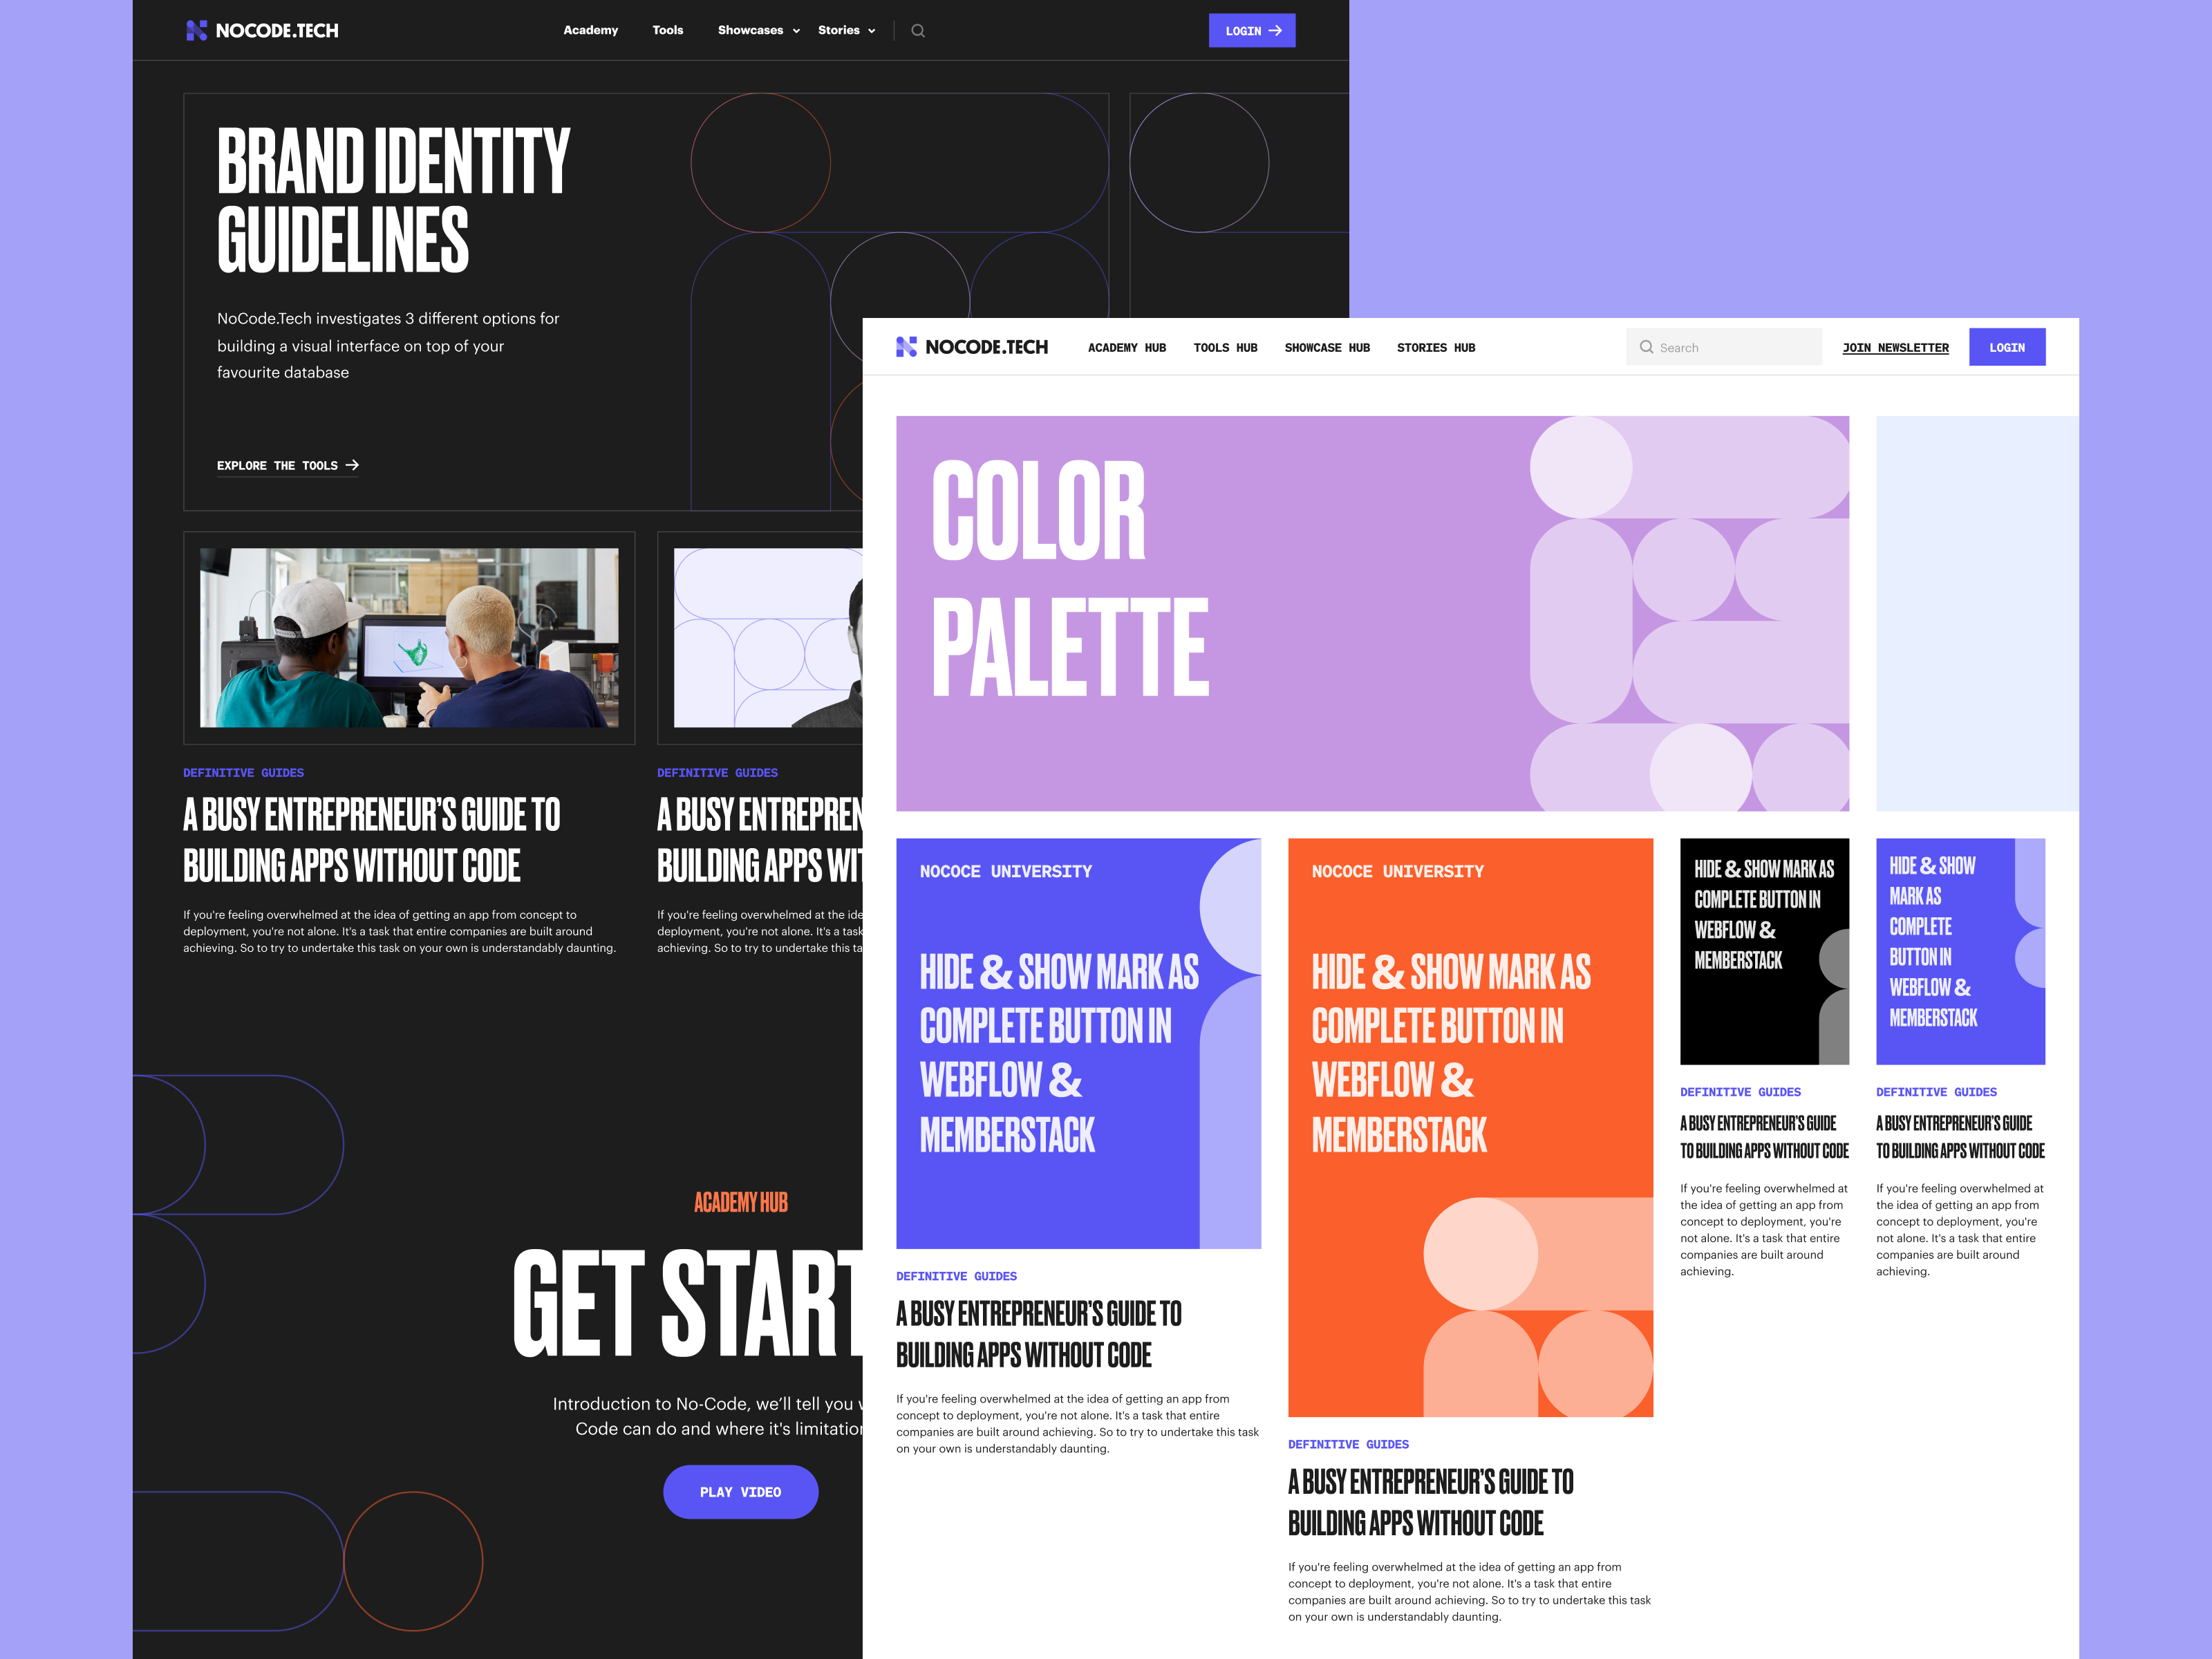 NOCODE.TECH
Academy
Tools
Showcases
Stories
LOGIN
BRAND IDENTITY
GUIDELINES
NoCode.Tech investigates 3 different options for
building a visual interface on top of your
favourite database
EXPLORE THE TOOLS
DEFINITIVE GUIDES
A BUSY ENTREPRENEUR'S GUIDE TO
BUILDING APPS WITHOUT CODE
If you're feeling overwhelmed at the idea of getting an app from concept to
deployment, you're not alone. It's a task that entire companies are built around
achieving. So to try to undertake this task on your own is understandably daunting.
DEFINITIVE GUIDES
A BUSY ENTREPREN
BUILDING APPS WIT
If you're feeling overwhelmed at the ide
deployment, you're not alone. It's a task
achieving. So to try to undertake this ta
ACADEMY HUB
GET START
Introduction to No-Code, we'll tell you
Code can do and where it's limitation
PLAY VIDEO
NOCODE.TECH
ACADEMY HUB
TOOLS HUB
SHOWCASE HUB
STORIES HUB
Search
JOIN NEWSLETTER
LOGIN
COLOR
PALETTE
NOCOCE UNIVERSITY
HIDE & SHOW MARK AS
COMPLETE BUTTON IN
WEBFLOW &
MEMBERSTACK
DEFINITIVE GUIDES
A BUSY ENTREPRENEUR'S GUIDE TO
BUILDING APPS WITHOUT CODE
If you're feeling overwhelmed at the idea of getting an app from
concept to deployment, you're not alone. It's a task that entire
companies are built around achieving. So to try to undertake this task
on your own is understandably daunting.
NOCOCE UNIVERSITY
HIDE & SHOW MARK AS
COMPLETE BUTTON IN
WEBFLOW &
MEMBERSTACK
DEFINITIVE GUIDES
A BUSY ENTREPRENEUR'S GUIDE TO
BUILDING APPS WITHOUT CODE
If you're feeling overwhelmed at the idea of getting an app from
concept to deployment, you're not alone. It's a task that entire
companies are built around achieving. So to try to undertake this task
on your own is understandably daunting.
HIDE & SHOW MARK AS
COMPLETE BUTTON IN
WEBFLOW &
MEMBERSTACK
DEFINITIVE GUIDES
A BUSY ENTREPRENEUR'S GUIDE
TO BUILDING APPS WITHOUT CODE
If you're feeling overwhelmed at
the idea of getting an app from
concept to deployment, you're
not alone. It's a task that entire
companies are built around
achieving.
HIDE & SHOW
MARK AS
COMPLETE
BUTTON IN
WEBFLOW &
MEMBERSTACK
DEFINITIVE GUIDES
A BUSY ENTREPRENEUR'S GUIDE
TO BUILDING APPS WITHOUT CODE
If you're feeling overwhelmed at
the idea of getting an app from
concept to deployment, you're
not alone. It's a task that entire
companies are built around
achieving.